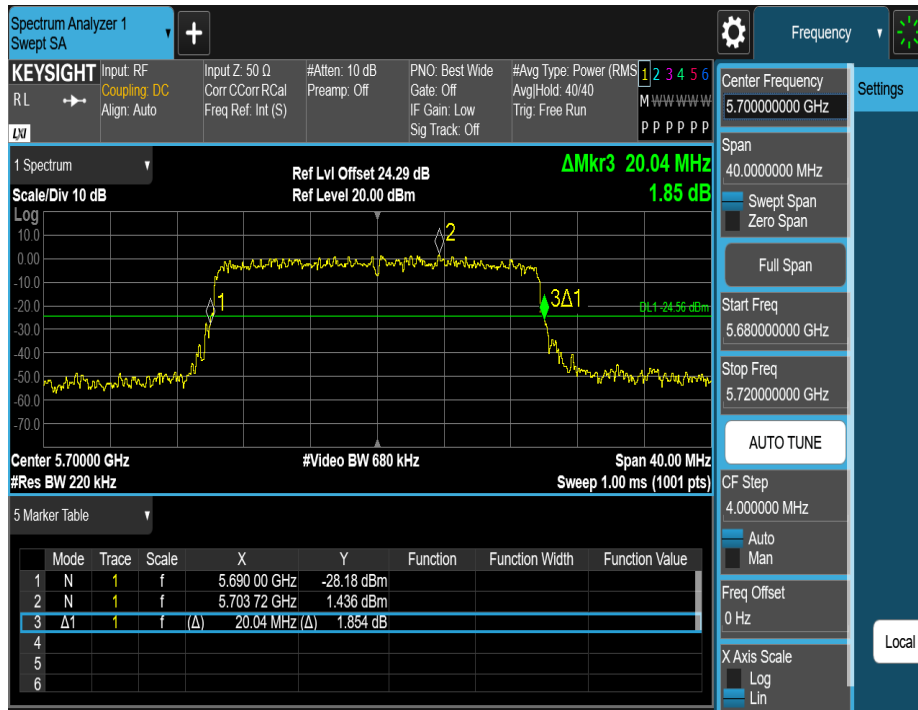 Spectrum Analyzer 1
Swept SA
+
Frequency
KEYSIGHT
RL
LXI
Input: RF
Coupling: DC
Align: Auto
Input Z: 50 Ω
Corr CCorr RCal
Freq Ref: Int (S)
#Atten: 10 dB
Preamp: Off
PNO: Best Wide
Gate: Off
IF Gain: Low
Sig Track: Off
#Avg Type: Power (RMS
Avg|Hold: 40/40
Trig: Free Run
1 2 3 4 5 6
M W W W W W
P P P P P P
1 Spectrum
Scale/Div 10 dB
Ref Lvl Offset 24.29 dB
Ref Level 20.00 dBm
ΔMkr3 20.04 MHz
1.85 dB
Log
10.0
0.00
-10.0
-20.0
-30.0
-40.0
-50.0
-60.0
-70.0
2
1
3Δ1
DL1 -24.56 dBm
Center 5.70000 GHz
#Video BW 680 kHz
Span 40.00 MHz
#Res BW 220 kHz
Sweep 1.00 ms (1001 pts)
5 Marker Table
Mode Trace Scale X Y Function Function Width Function Value
1 N 1 f 5.690 00 GHz -28.18 dBm
2 N 1 f 5.703 72 GHz 1.436 dBm
3 Δ1 1 f (Δ) 20.04 MHz (Δ) 1.854 dB
4
5
6
Center Frequency
5.700000000 GHz
Span
40.0000000 MHz
Swept Span
Zero Span
Full Span
Start Freq
5.680000000 GHz
Stop Freq
5.720000000 GHz
AUTO TUNE
CF Step
4.000000 MHz
Auto
Man
Freq Offset
0 Hz
X Axis Scale
Log
Lin
Settings
Local